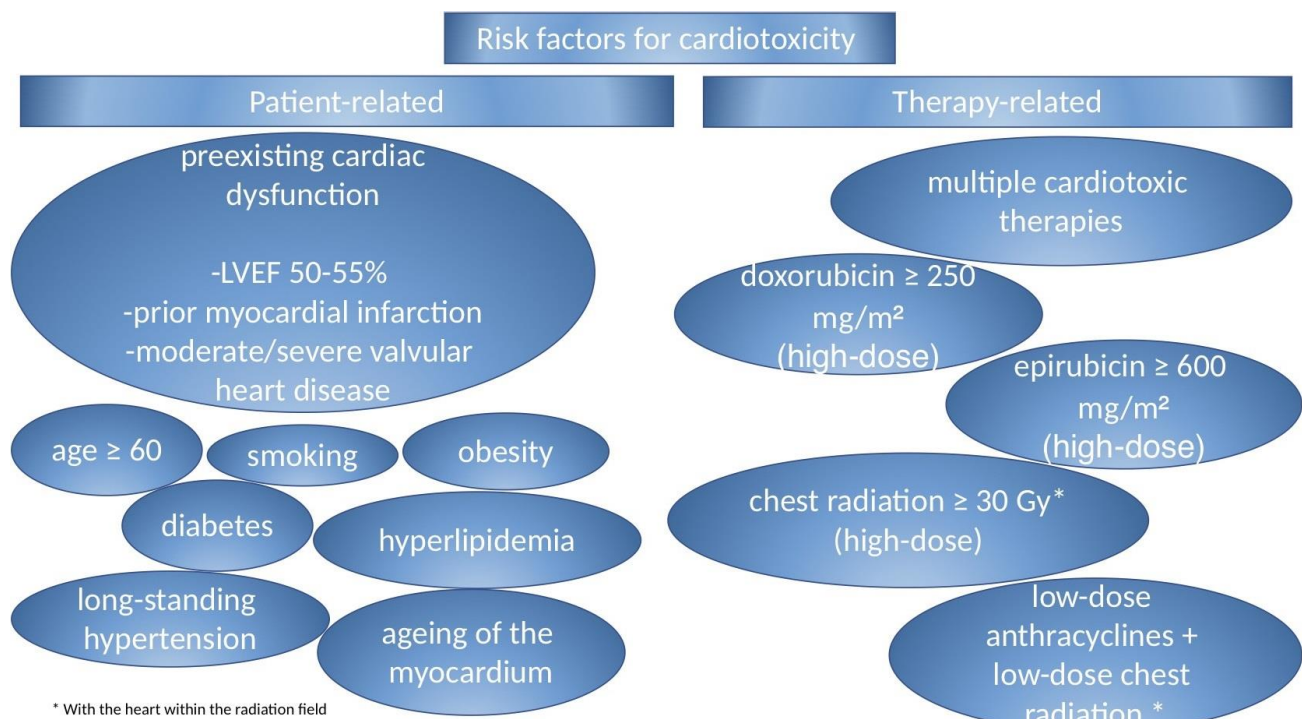 Risk factors for cardiotoxicity
Patient-related
preexisting cardiac
dysfunction
-LVEF 50-55%
-prior myocardial infarction
-moderate/severe valvular
heart disease
age ≥ 60
smoking
obesity
diabetes
hyperlipidemia
long-standing
hypertension
ageing of the
myocardium
* With the heart within the radiation field
Therapy-related
multiple cardiotoxic
therapies
doxorubicin ≥ 250
mg/m²
(high-dose)
epirubicin ≥ 600
mg/m²
(high-dose)
chest radiation ≥ 30 Gy*
(high-dose)
low-dose
anthracyclines +
low-dose chest
radiation *